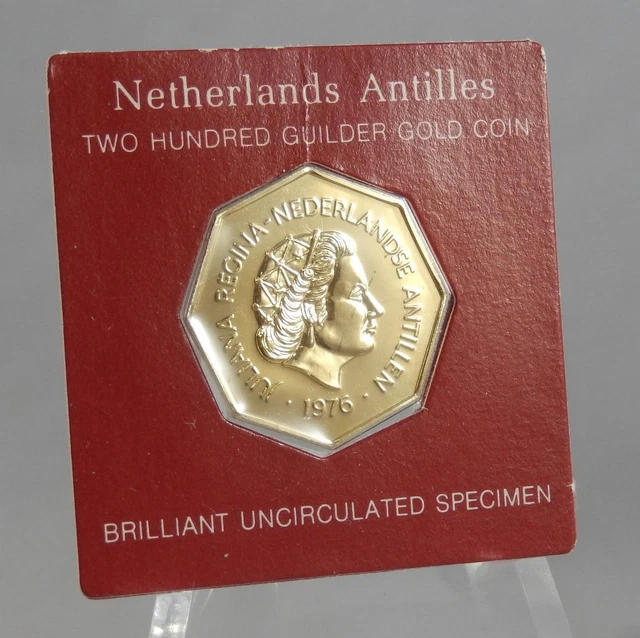 Netherlands Antilles
TWO HUNDRED GUILDER GOLD COIN
JULIANA REGINA-NEDERLANDSE ANTILLEN
· 1976 ·
BRILLIANT UNCIRCULATED SPECIMEN